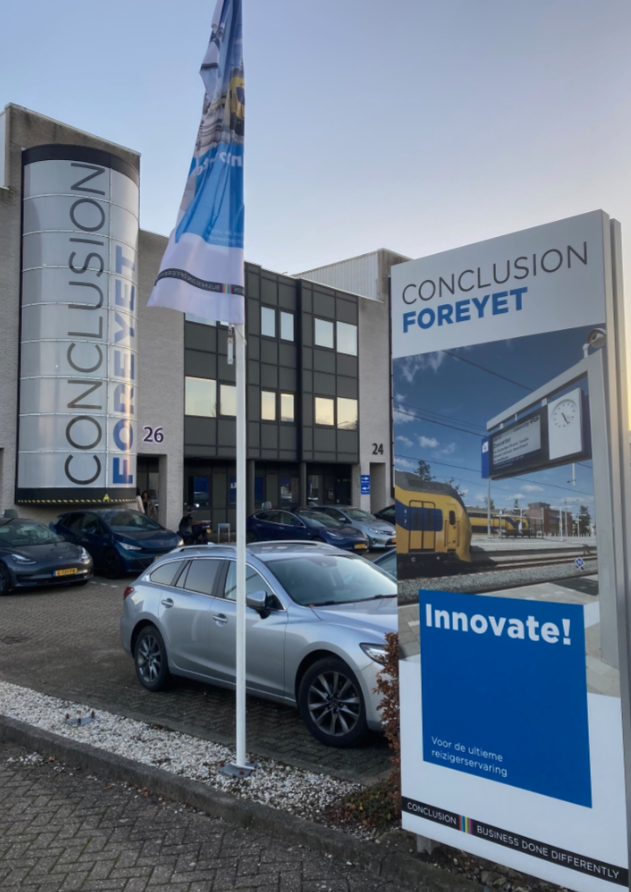 CONCLUSION
FOREYET
26
24
CONCLUSION
FOREYET
Innovate!
Voor de ultieme
reizigerservaring
CONCLUSION BUSINESS DONE DIFFERENTLY